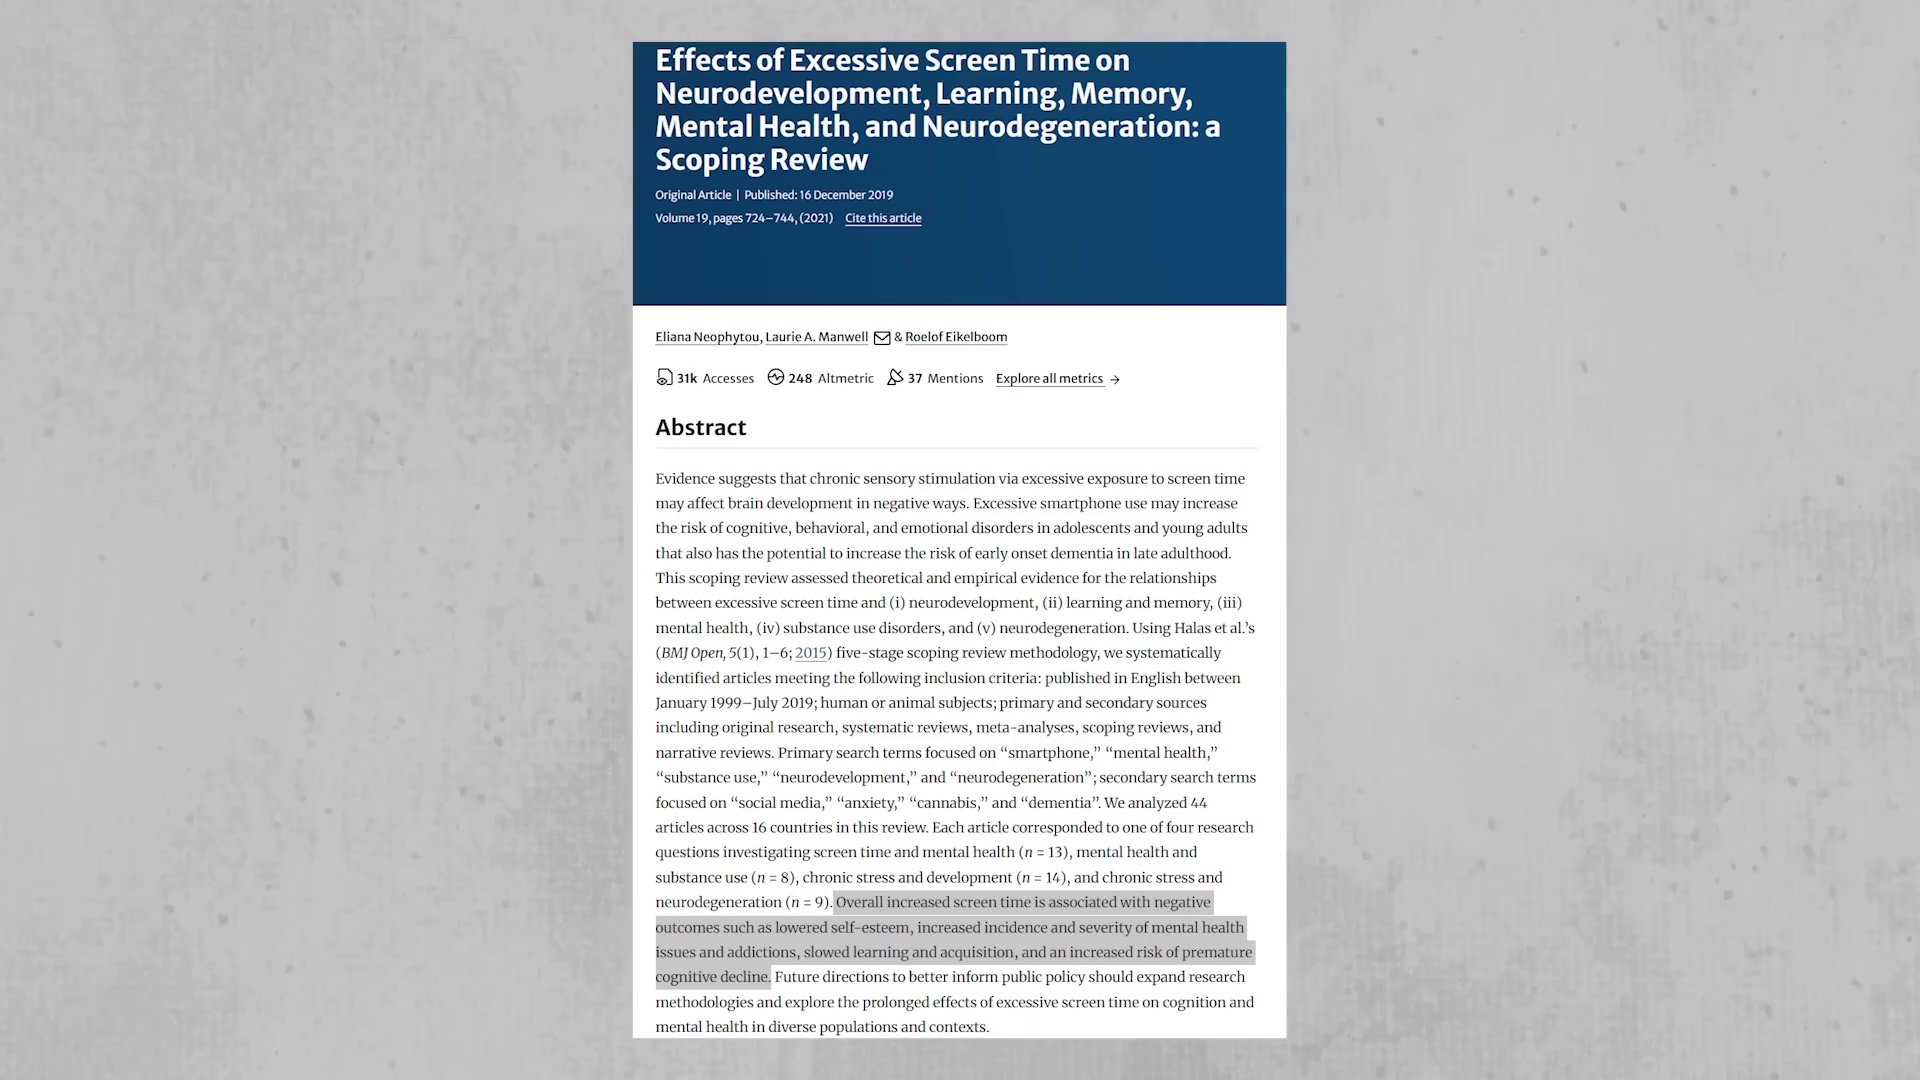 Effects of Excessive Screen Time on
Neurodevelopment, Learning, Memory,
Mental Health, and Neurodegeneration: a
Scoping Review
Original Article | Published: 16 December 2019
Volume 19, pages 724–744, (2021) Cite this article
Eliana Neophytou, Laurie A. Manwell & Roelof Eikelboom
31k Accesses 248 Altmetric 37 Mentions Explore all metrics →
Abstract
Evidence suggests that chronic sensory stimulation via excessive exposure to screen time
may affect brain development in negative ways. Excessive smartphone use may increase
the risk of cognitive, behavioral, and emotional disorders in adolescents and young adults
that also has the potential to increase the risk of early onset dementia in late adulthood.
This scoping review assessed theoretical and empirical evidence for the relationships
between excessive screen time and (i) neurodevelopment, (ii) learning and memory, (iii)
mental health, (iv) substance use disorders, and (v) neurodegeneration. Using Halas et al.’s
(BMJ Open, 5(1), 1–6; 2015) five-stage scoping review methodology, we systematically
identified articles meeting the following inclusion criteria: published in English between
January 1999–July 2019; human or animal subjects; primary and secondary sources
including original research, systematic reviews, meta-analyses, scoping reviews, and
narrative reviews. Primary search terms focused on “smartphone,” “mental health,”
“substance use,” “neurodevelopment,” and “neurodegeneration”; secondary search terms
focused on “social media,” “anxiety,” “cannabis,” and “dementia”. We analyzed 44
articles across 16 countries in this review. Each article corresponded to one of four research
questions investigating screen time and mental health (n = 13), mental health and
substance use (n = 8), chronic stress and development (n = 14), and chronic stress and
neurodegeneration (n = 9). Overall increased screen time is associated with negative
outcomes such as lowered self-esteem, increased incidence and severity of mental health
issues and addictions, slowed learning and acquisition, and an increased risk of premature
cognitive decline. Future directions to better inform public policy should expand research
methodologies and explore the prolonged effects of excessive screen time on cognition and
mental health in diverse populations and contexts.